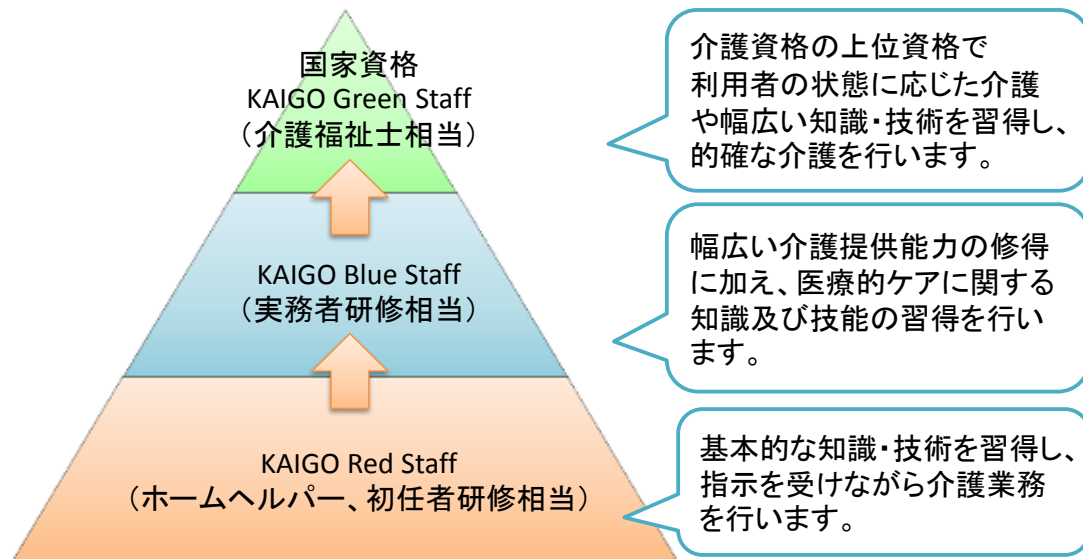 国家資格
KAIGO Green Staff
（介護福祉士相当）
介護資格の上位資格で
利用者の状態に応じた介護
や幅広い知識・技術を習得し、
的確な介護を行います。
KAIGO Blue Staff
（実務者研修相当）
幅広い介護提供能力の修得
に加え、医療的ケアに関する
知識及び技能の習得を行い
ます。
KAIGO Red Staff
（ホームヘルパー、初任者研修相当）
基本的な知識・技術を習得し、
指示を受けながら介護業務
を行います。